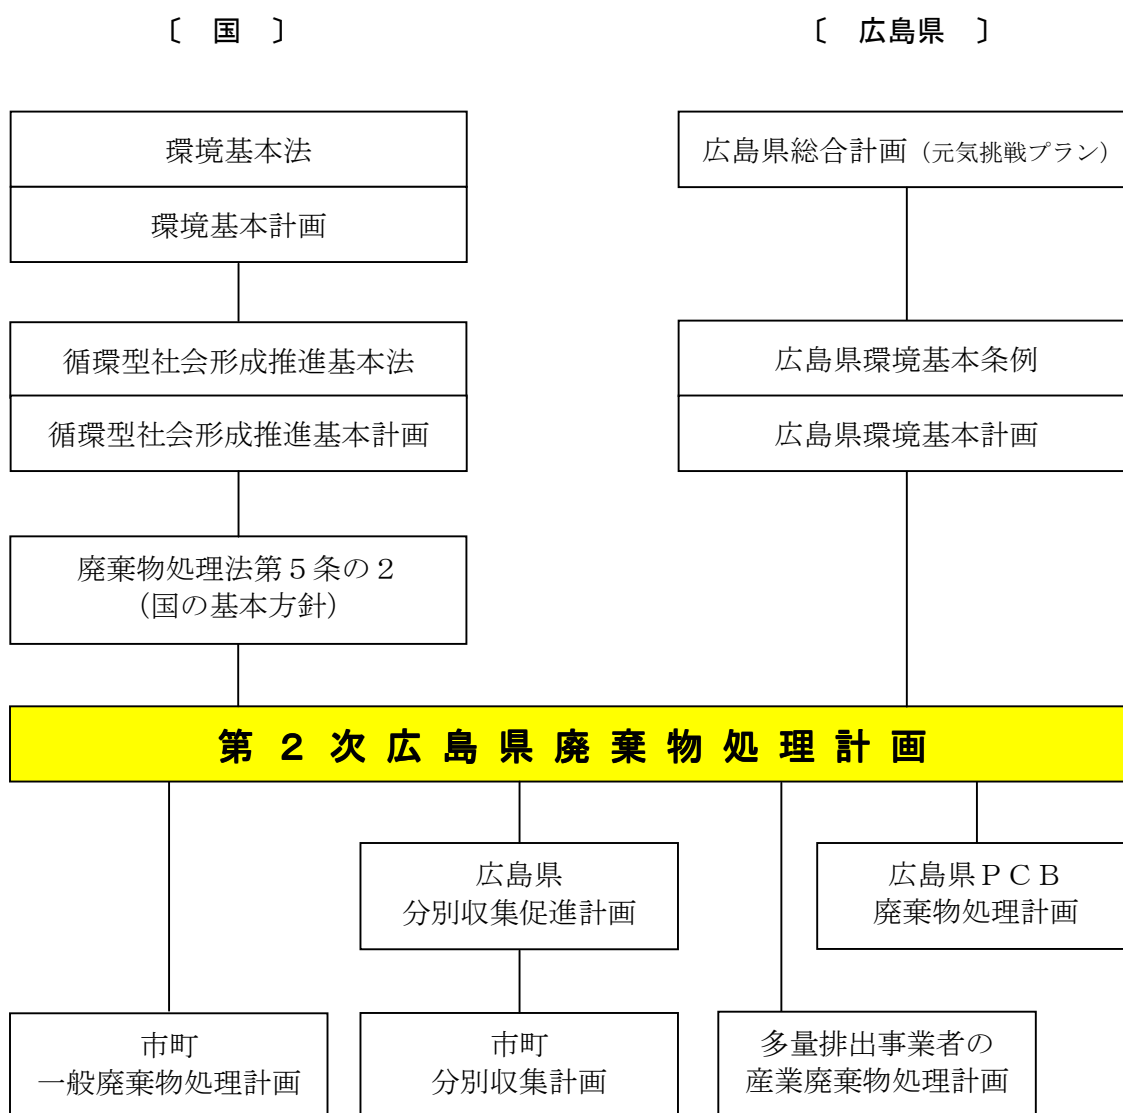 〔 国 〕
〔 広島県 〕
環境基本法
環境基本計画
広島県総合計画（元気挑戦プラン）
循環型社会形成推進基本法
循環型社会形成推進基本計画
広島県環境基本条例
広島県環境基本計画
廃棄物処理法第５条の２
（国の基本方針）
第２次広島県廃棄物処理計画
広島県
分別収集促進計画
広島県ＰＣＢ
廃棄物処理計画
市町
一般廃棄物処理計画
市町
分別収集計画
多量排出事業者の
産業廃棄物処理計画